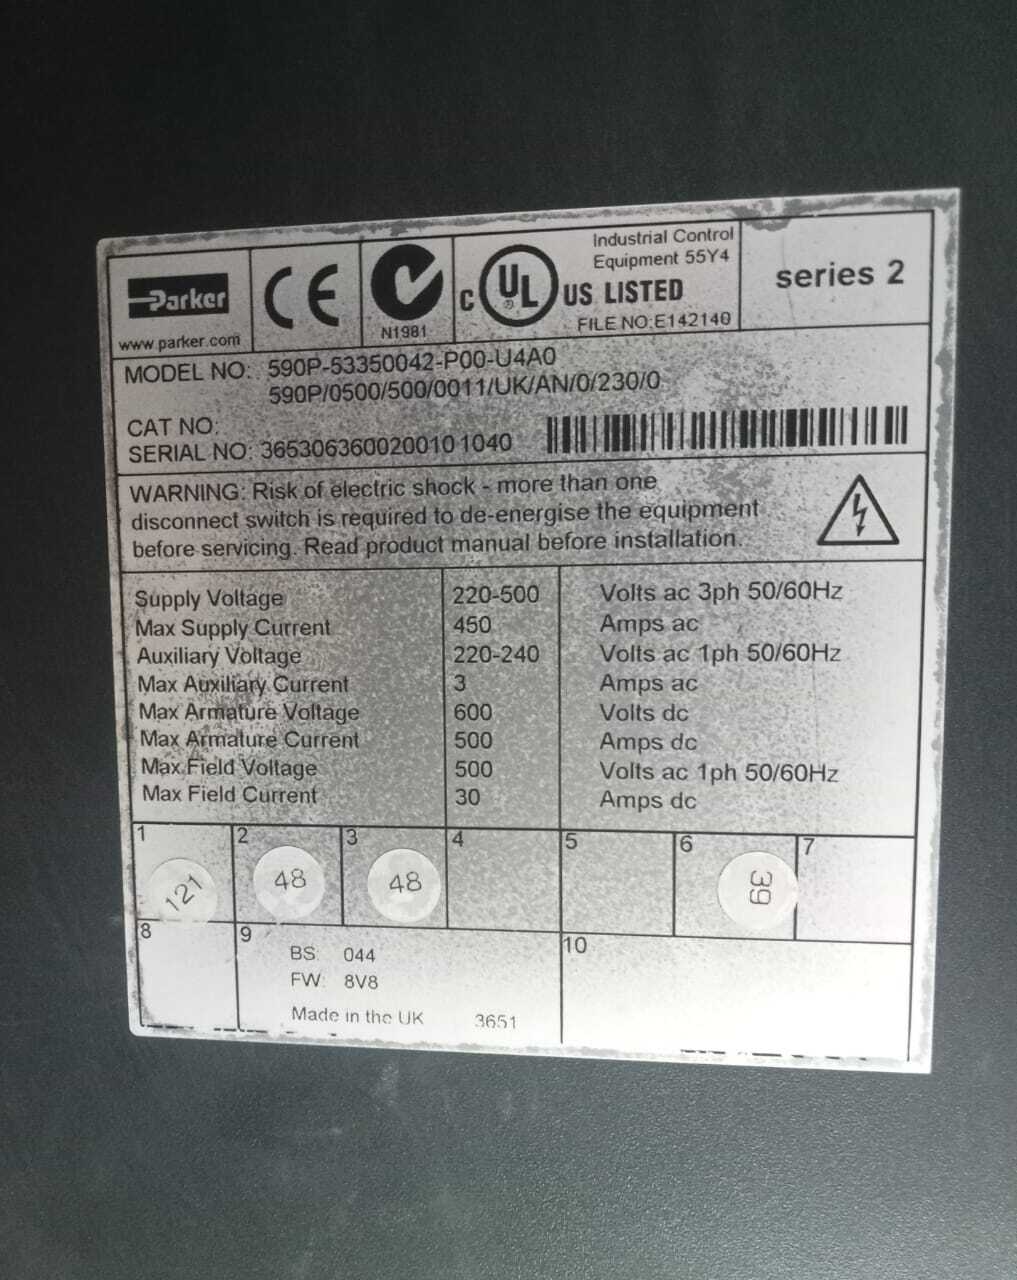 Parker
www.parker.com
CE
N1981
C UL US LISTED
Industrial Control
Equipment 55Y4
FILE NO:E142140
series 2
MODEL NO: 590P-53350042-P00-U4A0
590P/0500/500/0011/UK/AN/0/230/0
CAT NO:
SERIAL NO: 3653063600200101040
WARNING: Risk of electric shock - more than one
disconnect switch is required to de-energise the equipment
before servicing. Read product manual before installation.
Supply Voltage 220-500 Volts ac 3ph 50/60Hz
Max Supply Current 450 Amps ac
Auxiliary Voltage 220-240 Volts ac 1ph 50/60Hz
Max Auxiliary Current 3 Amps ac
Max Armature Voltage 600 Volts dc
Max Armature Current 500 Amps dc
Max Field Voltage 500 Volts ac 1ph 50/60Hz
Max Field Current 30 Amps dc
1 2 3 4 5 6 7
121 48 48 39
8 9 10
BS: 044
FW: 8V8
Made in the UK 3651